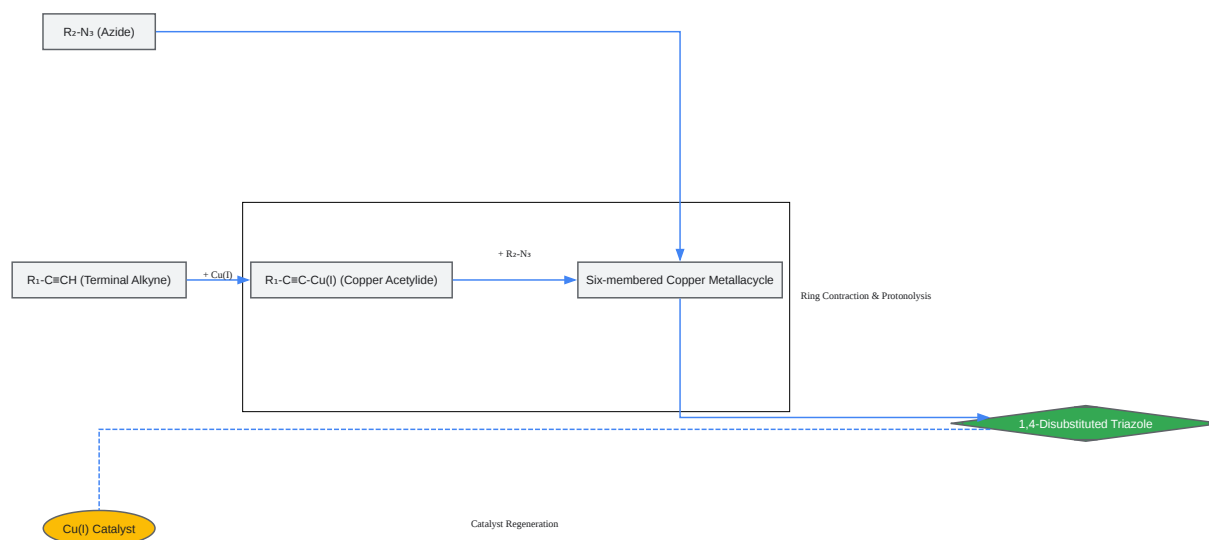 R₂-N₃ (Azide)
+ R₂-N₃
R₁-C≡CH (Terminal Alkyne)
+ Cu(I)
R₁-C≡C-Cu(I) (Copper Acetylide)
Six-membered Copper Metallacycle
Ring Contraction & Protonolysis
1,4-Disubstituted Triazole
Cu(I) Catalyst
Catalyst Regeneration